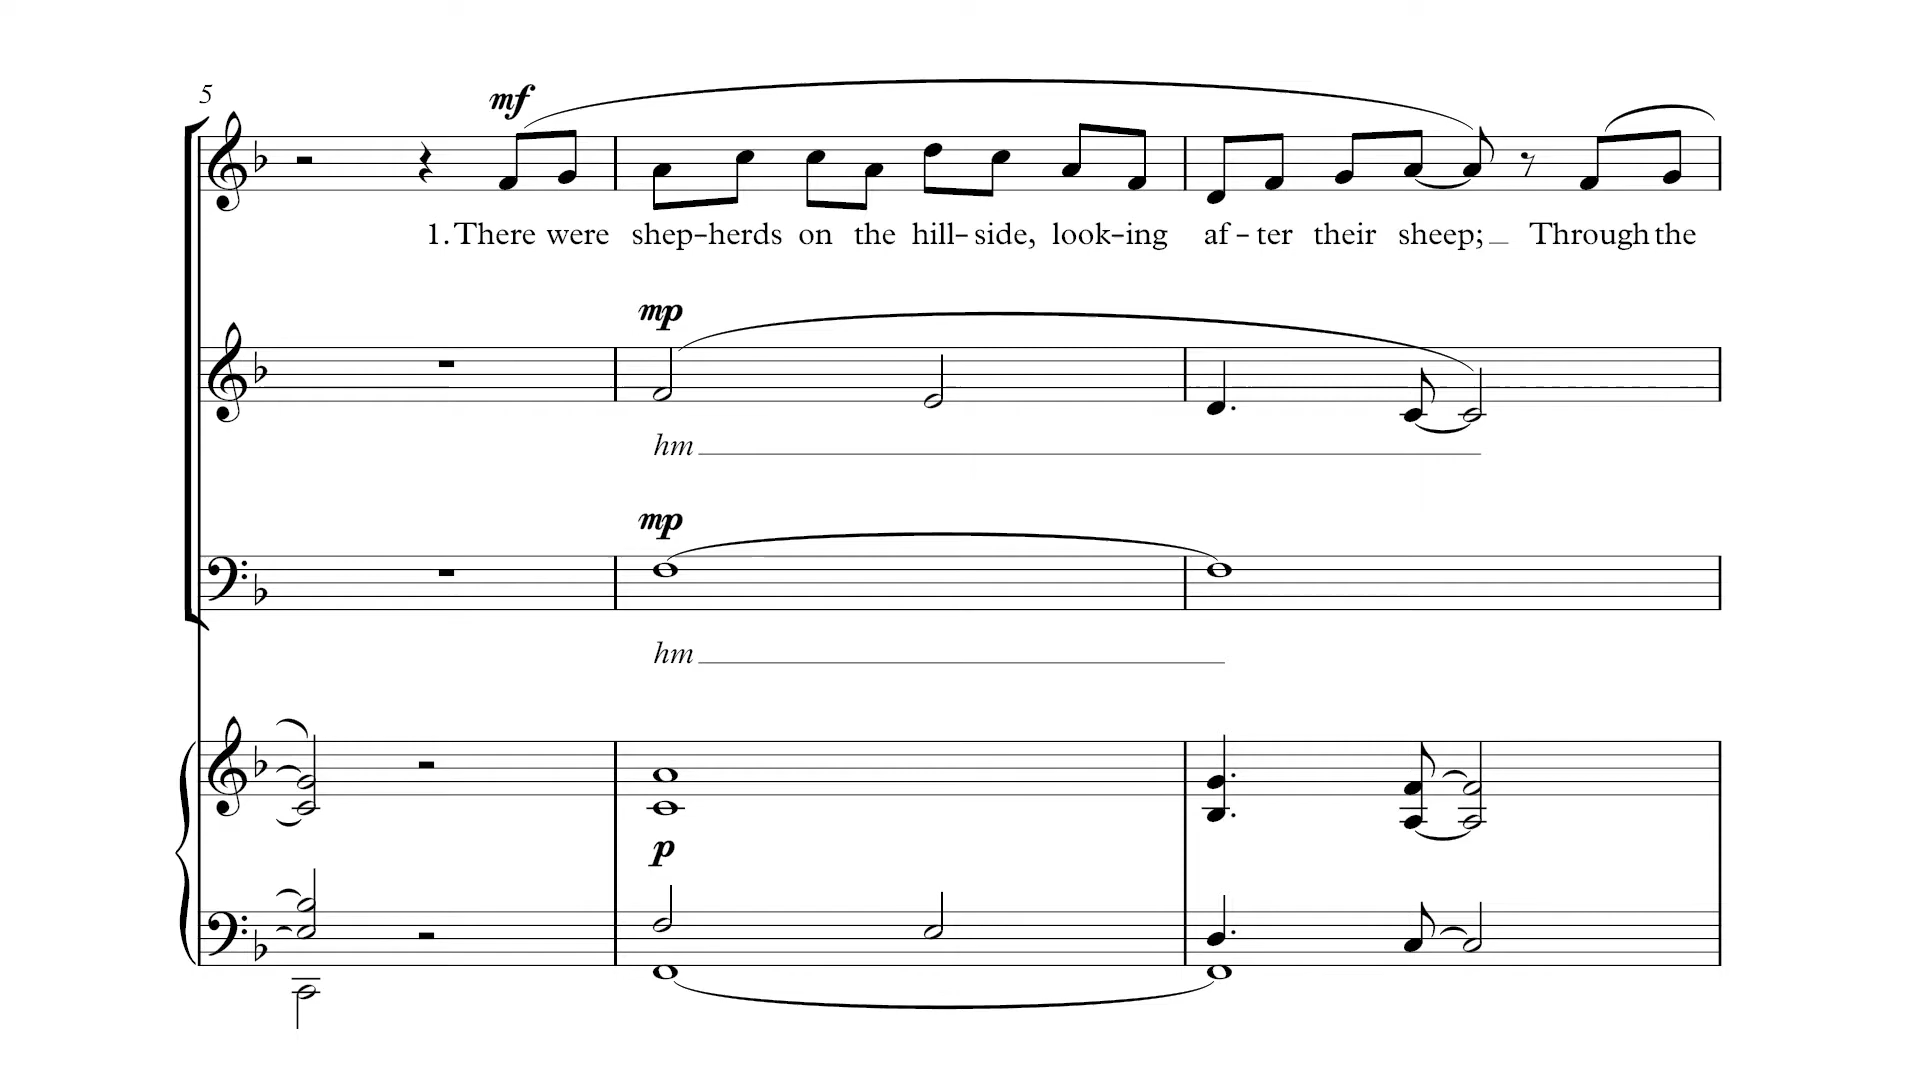 5
mf
1. There were shep-herds on the hill-side, look-ing af-ter their sheep;_ Through the
mp
hm
mp
hm
p